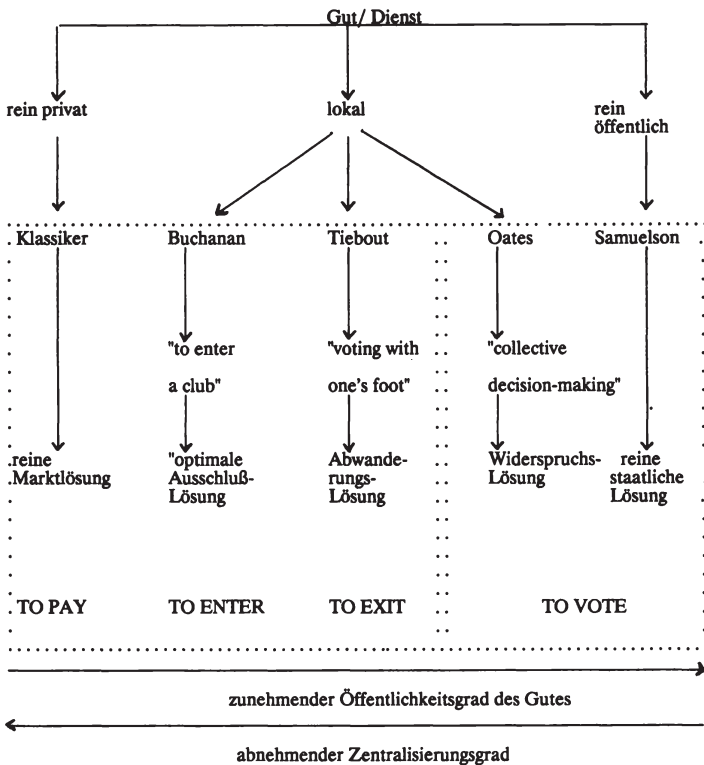 Gut/ Dienst
rein privat
lokal
rein
öffentlich
Klassiker
Buchanan
Tiebout
Oates
Samuelson
"to enter
a club"
"voting with
one's foot"
"collective
decision-making"
reine
Marktlösung
"optimale
Ausschluß-
Lösung
Abwande-
rungs-
Lösung
Widerspruchs-
Lösung
reine
staatliche
Lösung
TO PAY
TO ENTER
TO EXIT
TO VOTE
zunehmender Öffentlichkeitsgrad des Gutes
abnehmender Zentralisierungsgrad